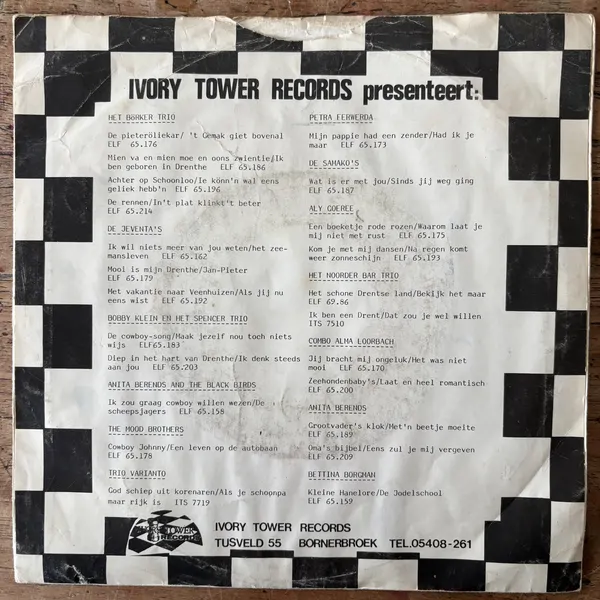 IVORY TOWER RECORDS presenteert:
HET BØRKER TRIO
De pieteröliekar/ 't Gemak giet bovenal
ELF 65.176
Mien va en mien moe en oons zwientie/Ik
ben geboren in Drenthe ELF 65.186
Achter op Schoonloo/Ie könn'n wal eens
geliek hebb'n ELF 65.196
De rennen/In't plat klinkt't beter
ELF 65.214
DE JEVENTA'S
Ik wil niets meer van jou weten/het zee-
mansleven ELF 65.162
Mooi is mijn Drenthe/Jan-Pieter
ELF 65.179
Het vakantie naar Veenhuizen/Als jij nu
eens wist ELF 65.192
BOBBY KLEIN EN HET SPENCER TRIO
De cowboy-song/Maak jezelf nou toch niets
wijs ELF65.183
Diep in het hart van Drenthe/Ik denk steeds
aan jou ELF 65.203
ANITA BERENDS AND THE BLACK BIRDS
Ik zou graag cowboy willen wezen/De
scheepsjagers ELF 65.158
THE MOOD BROTHERS
Cowboy Johnny/Een leven op de autobaan
ELF 65.178
TRIO VARIANTO
God schiep uit korenaren/Als je schoonpa
maar rijk is ITS 7719
PETRA EERWERDA
Mijn pappie had een zender/Had ik je
maar ELF 65.173
DE SAMAKO'S
Wat is er met jou/Sinds jij weg ging
ELF 65.187
ALY GOEREE
Een boeketje rode rozen/Waarom laat je
mij niet met rust ELF 65.175
Kom je met mij dansen/Na regen komt
weer zonneschijn ELF 65.193
HET NOORDER BAR TRIO
Het schone Drentse land/Bekijk het maar
ELF 69.86
Ik ben een Drent/Dat zou je wel willen
ITS 7510
COMBO ALMA LOORBACH
Jij bracht mij ongeluk/Het was niet
mooi ELF 65.170
Zeehondenbaby's/Laat en heel romantisch
ELF 65.200
ANITA BERENDS
Grootvader's klok/Met'n beetje moeite
ELF 65.189
Oma's bijbel/Eens zul je mij vergeven
ELF 65.209
BETTINA BORGMAN
Kleine Hanelore/De Jodelschool
ELF 65.159
TOWER
RECORDS
IVORY TOWER RECORDS
TUSVELD 55 BORNERBROEK TEL.05408-261